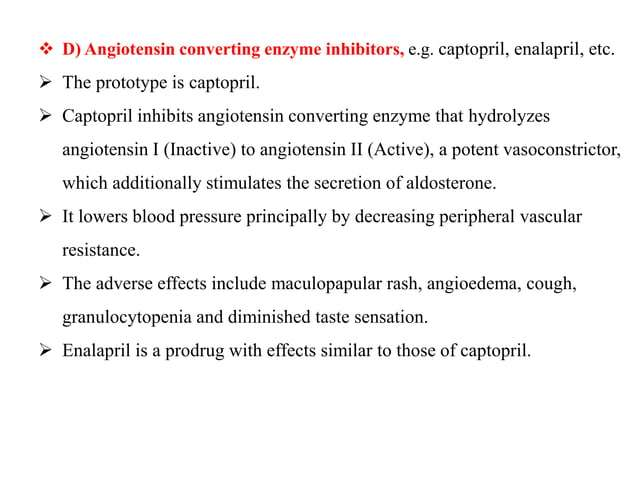 ❖ D) Angiotensin converting enzyme inhibitors, e.g. captopril, enalapril, etc.
➢ The prototype is captopril.
➢ Captopril inhibits angiotensin converting enzyme that hydrolyzes
angiotensin I (Inactive) to angiotensin II (Active), a potent vasoconstrictor,
which additionally stimulates the secretion of aldosterone.
➢ It lowers blood pressure principally by decreasing peripheral vascular
resistance.
➢ The adverse effects include maculopapular rash, angioedema, cough,
granulocytopenia and diminished taste sensation.
➢ Enalapril is a prodrug with effects similar to those of captopril.